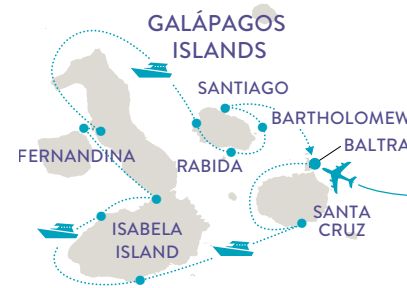 GALÁPAGOS
ISLANDS
SANTIAGO
BARTHOLOMEW
BALTRA
FERNANDINA
RABIDA
SANTA
CRUZ
ISABELA
ISLAND